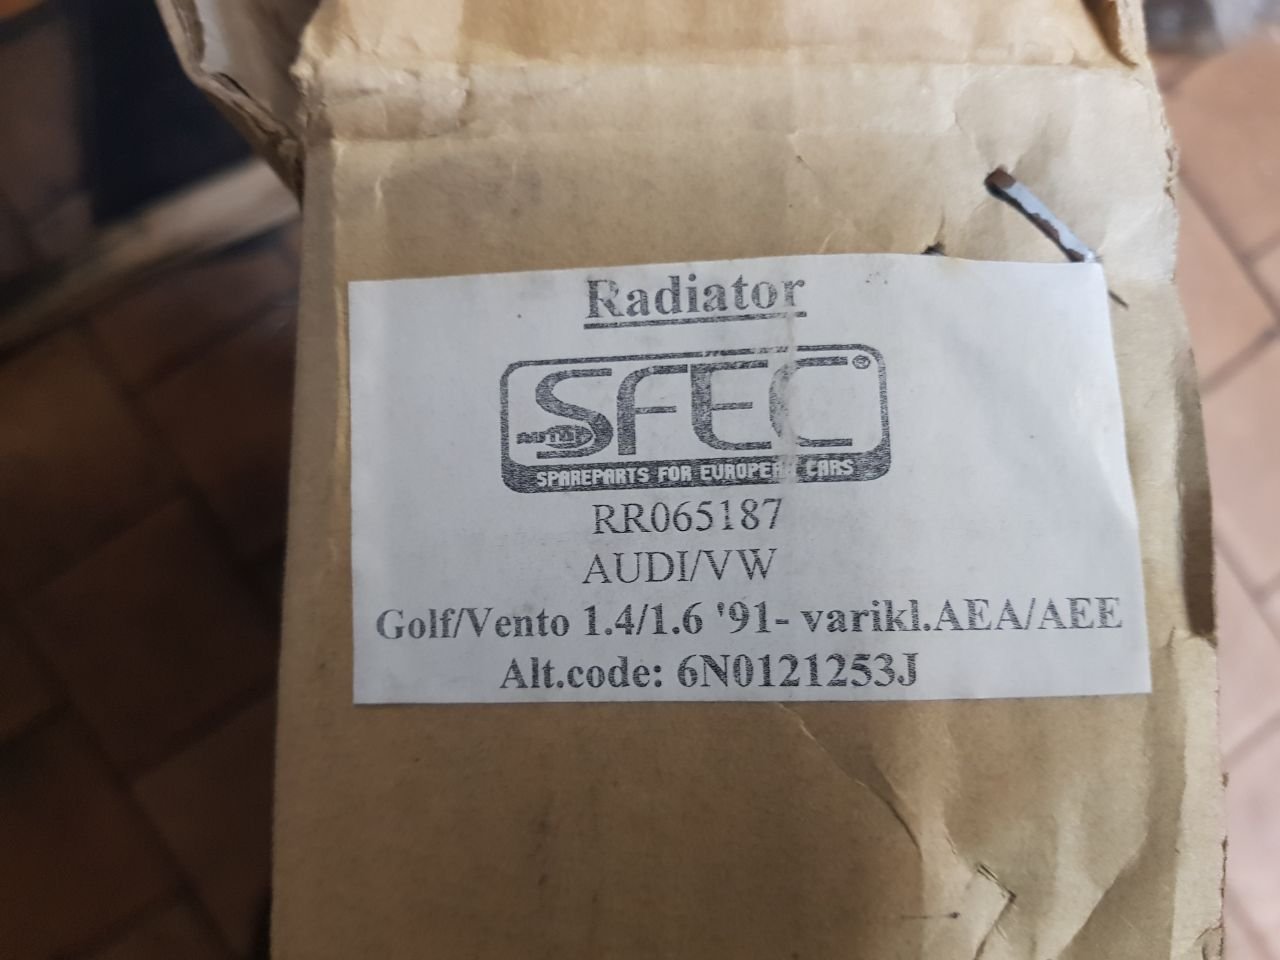 Radiator
SFEC®
SPAREPARTS FOR EUROPEAN CARS
RR065187
AUDI/VW
Golf/Vento 1.4/1.6 '91- varikl.AEA/AEE
Alt.code: 6N0121253J